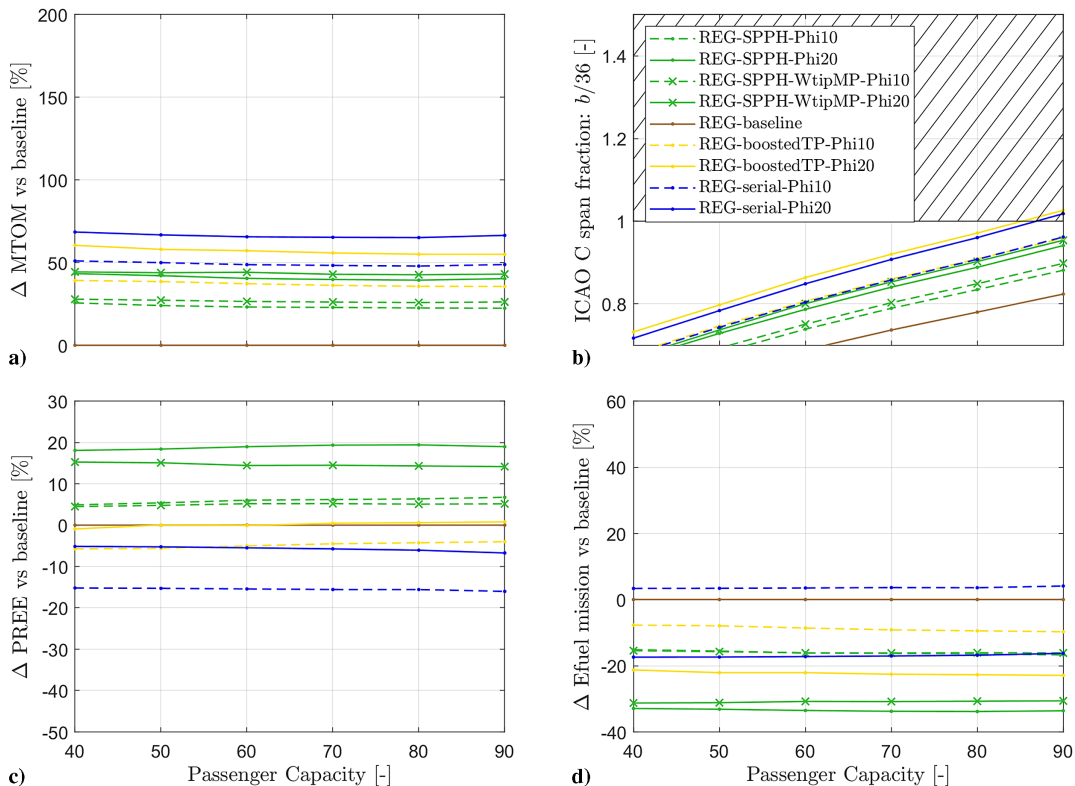 200
150
100
50
0
Δ MTOM vs baseline [%]
a)
1.4
1.2
1
0.8
ICAO C span fraction: b/36 [-]
REG-SPPH-Phi10
REG-SPPH-Phi20
REG-SPPH-WtipMP-Phi10
REG-SPPH-WtipMP-Phi20
REG-baseline
REG-boostedTP-Phi10
REG-boostedTP-Phi20
REG-serial-Phi10
REG-serial-Phi20
b)
30
20
10
0
-10
-20
-30
-40
-50
Δ PREE vs baseline [%]
40 50 60 70 80 90
Passenger Capacity [-]
c)
60
40
20
0
-20
-40
Δ Efuel mission vs baseline [%]
40 50 60 70 80 90
Passenger Capacity [-]
d)